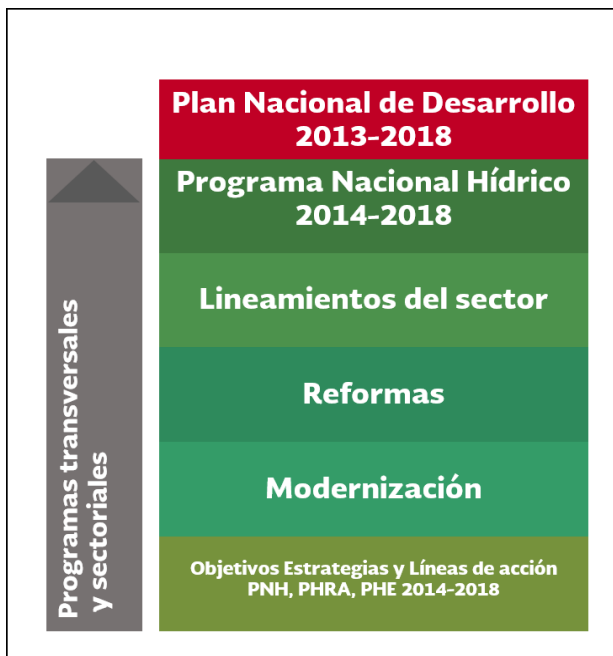 Plan Nacional de Desarrollo
2013-2018
Programa Nacional Hídrico
2014-2018
Lineamientos del sector
Reformas
Modernización
Objetivos Estrategias y Líneas de acción
PNH, PHRA, PHE 2014-2018
Programas transversales
y sectoriales